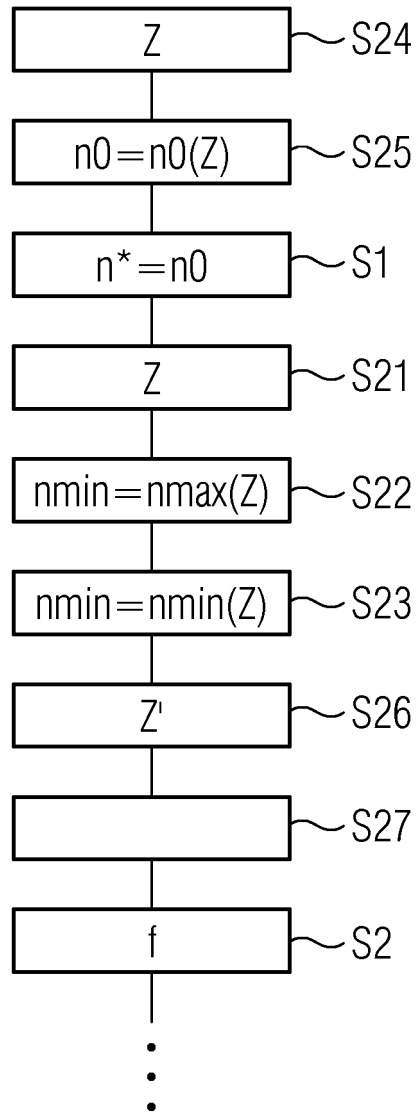 Z S24
n0=n0(Z) S25
n*=n0 S1
Z S21
nmin=nmax(Z) S22
nmin=nmin(Z) S23
Z' S26
S27
f S2